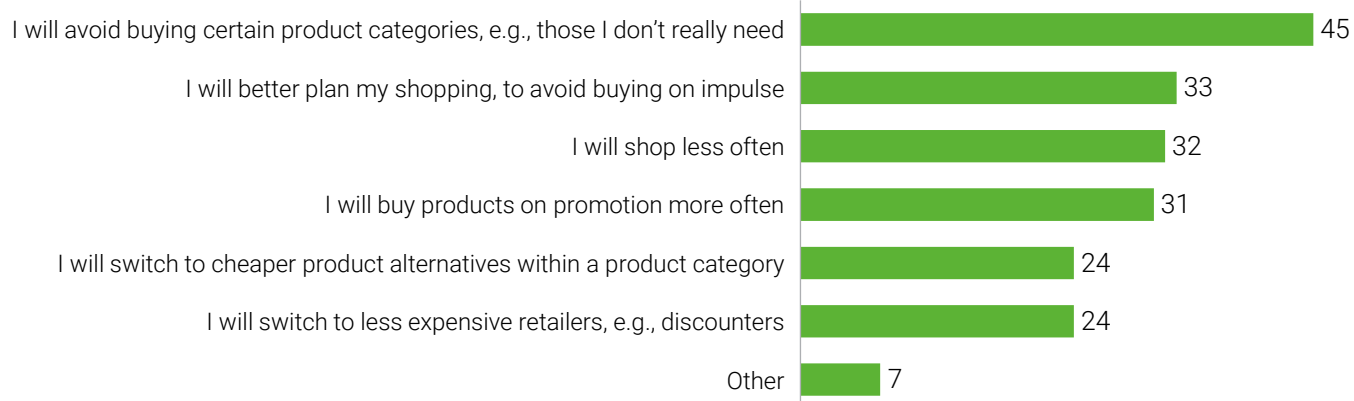 I will avoid buying certain product categories, e.g., those I don’t really need 45
I will better plan my shopping, to avoid buying on impulse 33
I will shop less often 32
I will buy products on promotion more often 31
I will switch to cheaper product alternatives within a product category 24
I will switch to less expensive retailers, e.g., discounters 24
Other 7